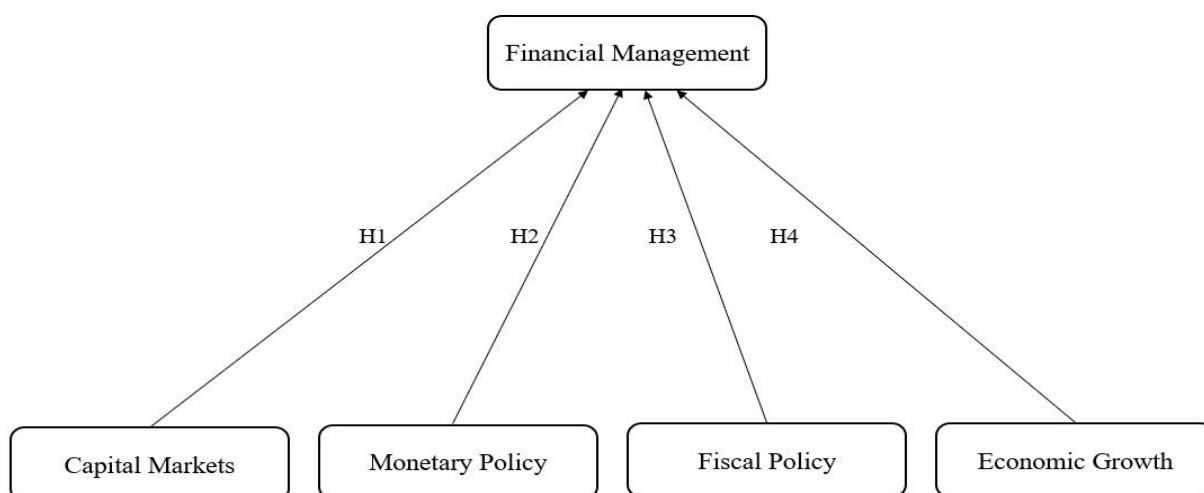 Financial Management
H1
H2
H3
H4
Capital Markets
Monetary Policy
Fiscal Policy
Economic Growth